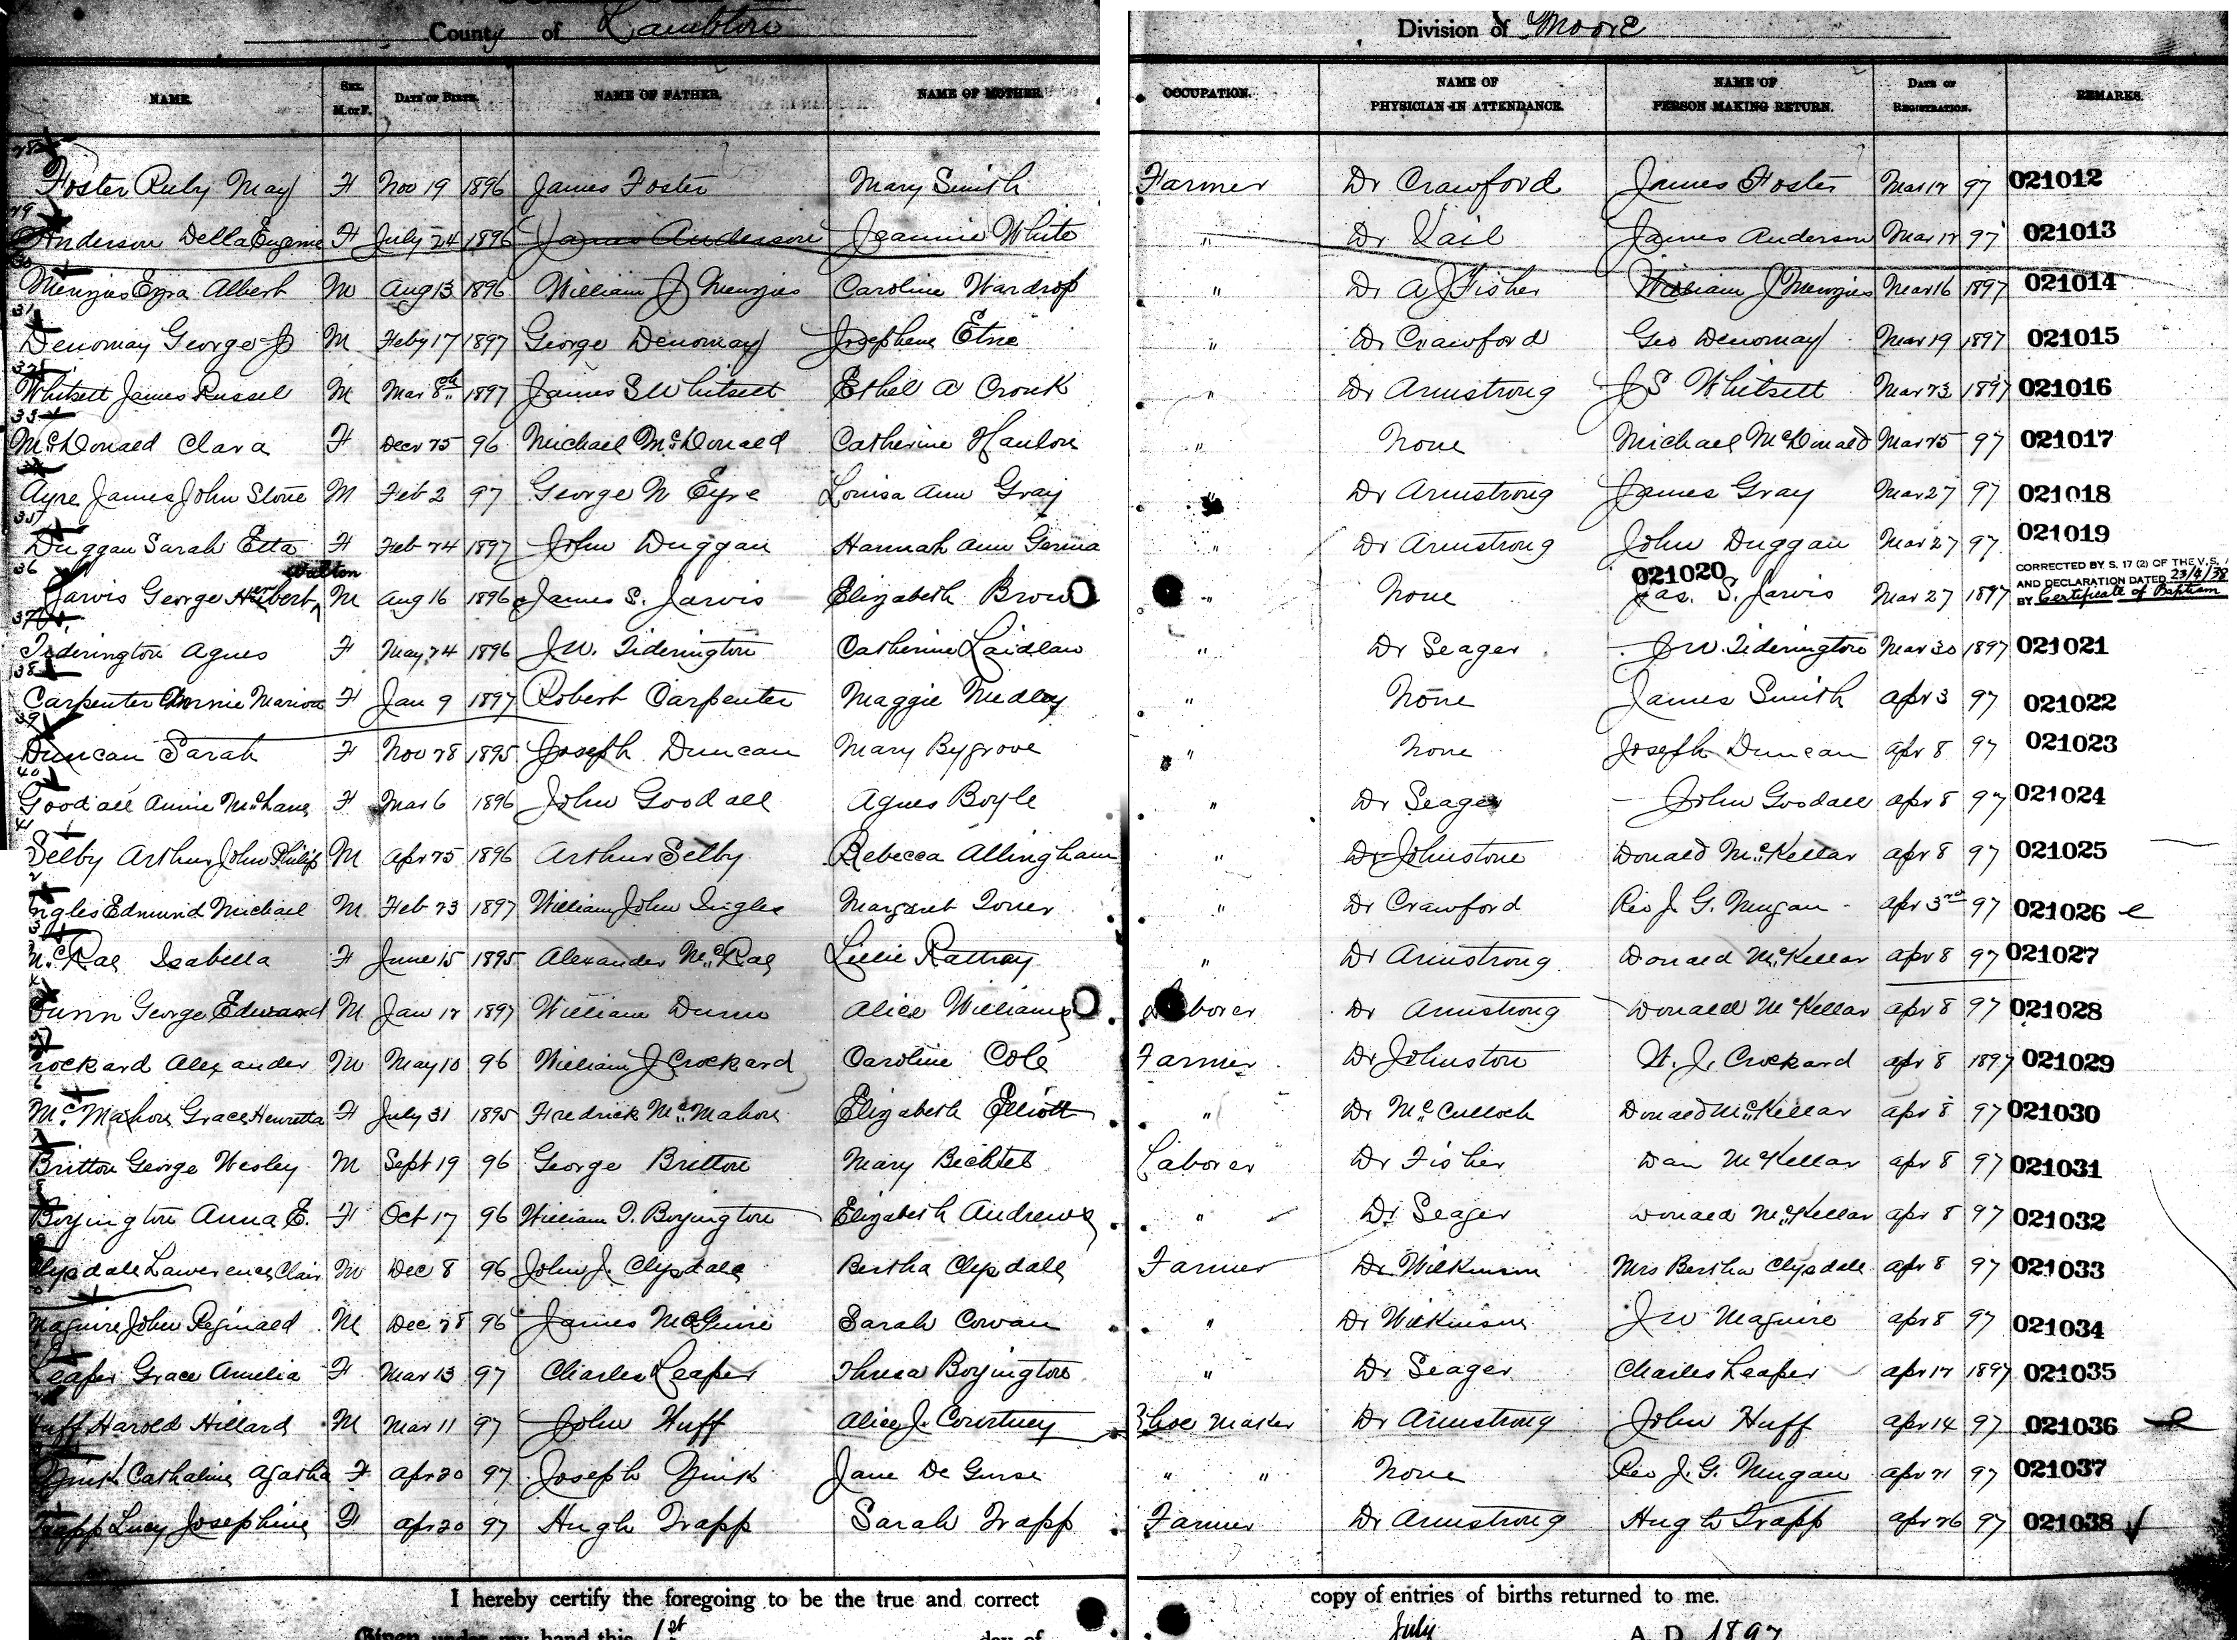 County of Lambton Division of Moore
NAME. SEX. M. or F. DATE OF BIRTH. NAME OF FATHER. NAME OF MOTHER. OCCUPATION. NAME OF PHYSICIAN IN ATTENDANCE. NAME OF PERSON MAKING RETURN. DATE OF REGISTRATION. REMARKS.
28
Foster Ruby May F Nov 19 1896 James Foster Mary Smith Farmer Dr Crawford James Foster Mar 12 97 021012
29
Anderson Della Eugenie F July 24 1896 James Anderson Jeannie White " Dr Vail James Anderson Mar 12 97 021013
30
Menzies Ezra Albert M Aug 13 1896 William J Menzies Caroline Wardrop " Dr A J Fisher William J Menzies Mar 16 1897 021014
31
Denomay George J M Feby 17 1897 George Denomay Josephene Etne " Dr Crawford Geo Denomay Mar 19 1897 021015
32
Whitsett James Russel M Mar 8th 1897 James S Whitsett Ethel A Cronk " Dr Armstrong J S Whitsett Mar 23 1897 021016
33
McDonald Clara F Decr 25 96 Michael McDonald Catherine Hanlon " None Michael McDonald Mar 25 97 021017
34
Ayre James John Stone M Feb 2 97 George W Eyre Louisa Ann Gray " Dr Armstrong James Gray Mar 27 97 021018
35
Duggan Sarah Etta F Feb 24 1897 John Duggan Hannah Ann " Dr Armstrong John Duggan Mar 27 97 021019
36 Walton 021020 CORRECTED BY S. 17 (2) OF THE V.S.
Jarvis George Herbert M Aug 16 1896 James S. Jarvis Elizabeth Brown " None Jas. S. Jarvis Mar 27 1897 AND DECLARATION DATED 23/4/38
37 BY Certificate of Baptism
Tiderington Agnes F May 24 1896 J.W. Tiderington Catherine Laidlaw " Dr Seager J.W. Tiderington Mar 30 1897 021021
38
Carpenter Annie Marion F Jan 9 1897 Robert Carpenter Maggie Medley " None James Smith Apr 3 97 021022
39
Duncan Sarah F Nov 28 1895 Joseph Duncan Mary Bygrove " None Joseph Duncan Apr 8 97 021023
40
Goodall Annie McLane F Mar 6 1896 John Goodall Agnes Boyle " Dr Seager John Goodall Apr 8 97 021024
41
Selby Arthur John Philip M Apr 25 1896 Arthur Selby Rebecca Allingham " Dr Johnstone Donald McKellar Apr 8 97 021025
2
ngles Edmund Michael M Feb 23 1897 William John Ingles Margaret " Dr Crawford Rev J. G. Mugan Apr 3rd 97 021026
3
McRae Isabella F June 15 1895 Alexander McRae Lillie Rattray " Dr Armstrong Donald McKellar Apr 8 97 021027
4
Dunn George Edward M Jan 12 1897 William Dunn Alice Williams Laborer Dr Armstrong Donald McKellar Apr 8 97 021028
rockard Alexander M May 10 96 William J Crockard Caroline Cole Farmer Dr Johnston W. J. Crockard Apr 8 1897 021029
6
McMahon Grace Henretta F July 31 1895 Fredrick McMahon Elizabeth Elliott " Dr McCulloch Donald McKellar Apr 8 97 021030
Britton George Wesley M Sept 19 96 George Britton Mary Bechtel Laborer Dr Fisher Dan McKellar Apr 8 97 021031
Boyington Anna E. F Oct 17 96 William T. Boyington Elizabeth Andrews " Dr Seager Donald McKellar Apr 8 97 021032
lysdale Lawerence Clair M Dec 8 96 John J. Clysdale Bertha Clysdale Farmer Dr Wilkinson Mrs Bertha Clysdale Apr 8 97 021033
Maguire John Reginald M Dec 28 96 James McGuire Sarah Cowan " Dr Wilkinson J W Maguire Apr 8 97 021034
Leaper Grace Amelia F Mar 13 97 Charles Leaper Thresa Boyington " Dr Seager Charles Leaper Apr 12 1897 021035
Huff Harold Hillard M Mar 11 97 John Huff Alice J. Courtney Shoe Maker Dr Armstrong John Huff Apr 14 97 021036
Zink Cathaline Agatha F Apr 20 97 Joseph Zink Jane De Gurse " " None Rev J. G. Mugan Apr 21 97 021037
Trapp Lucy Josephine F Apr 20 97 Hugh Trapp Sarah Trapp Farmer Dr Armstrong Hugh Trapp Apr 26 97 021038
I hereby certify the foregoing to be the true and correct copy of entries of births returned to me.
Given under my hand this 1st day of July A. D. 1897